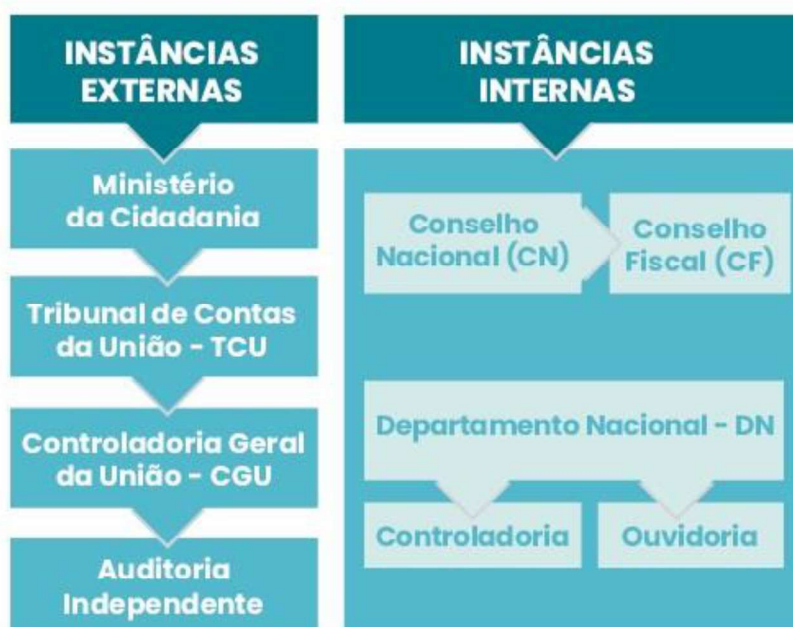 INSTÂNCIAS
EXTERNAS
Ministério
da Cidadania
Tribunal de Contas
da União - TCU
Controladoria Geral
da União - CGU
Auditoria
Independente
INSTÂNCIAS
INTERNAS
Conselho
Nacional (CN)
Conselho
Fiscal (CF)
Departamento Nacional - DN
Controladoria
Ouvidoria